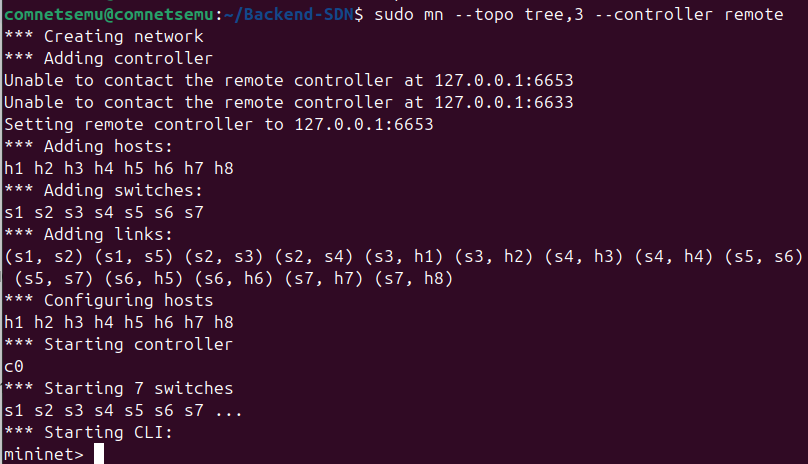 comnetsemu@comnetsemu:~/Backend-SDN$ sudo mn --topo tree,3 --controller remote
*** Creating network
*** Adding controller
Unable to contact the remote controller at 127.0.0.1:6653
Unable to contact the remote controller at 127.0.0.1:6633
Setting remote controller to 127.0.0.1:6653
*** Adding hosts:
h1 h2 h3 h4 h5 h6 h7 h8
*** Adding switches:
s1 s2 s3 s4 s5 s6 s7
*** Adding links:
(s1, s2) (s1, s5) (s2, s3) (s2, s4) (s3, h1) (s3, h2) (s4, h3) (s4, h4) (s5, s6)
(s5, s7) (s6, h5) (s6, h6) (s7, h7) (s7, h8)
*** Configuring hosts
h1 h2 h3 h4 h5 h6 h7 h8
*** Starting controller
c0
*** Starting 7 switches
s1 s2 s3 s4 s5 s6 s7 ...
*** Starting CLI:
mininet>